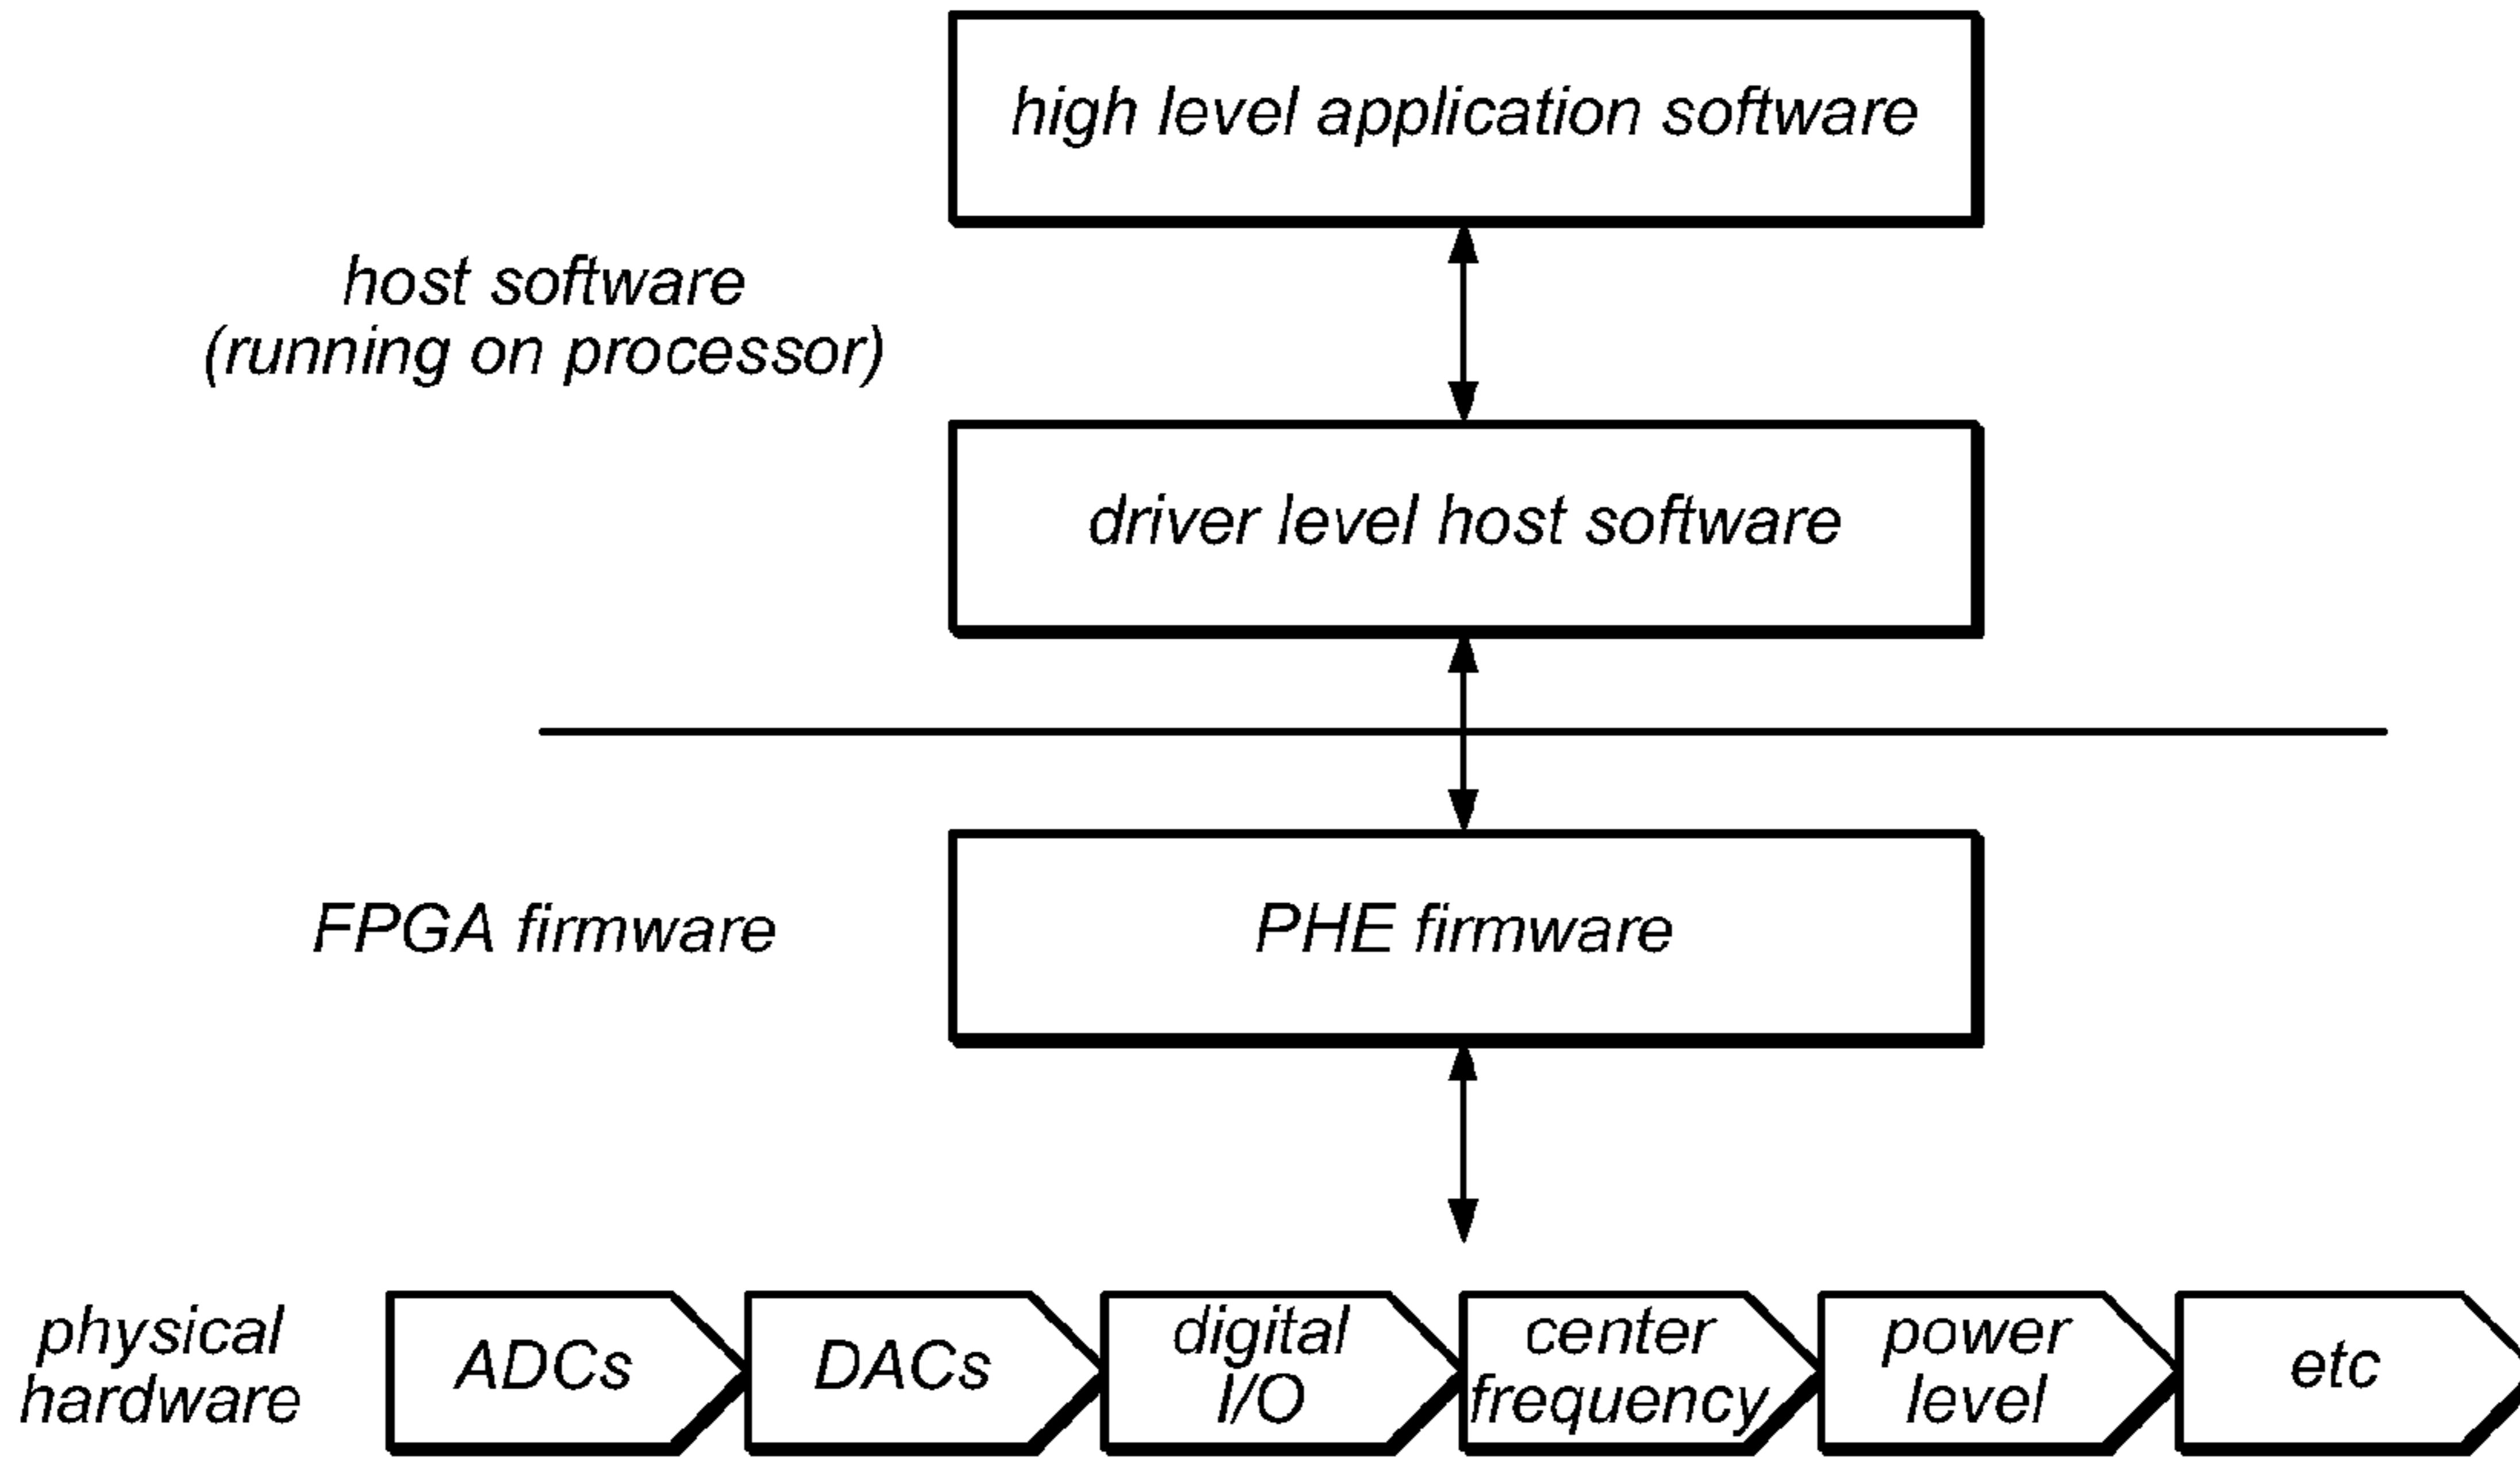 high level application software
host software
(running on processor)
driver level host software
FPGA firmware
PHE firmware
physical
hardware
ADCs
DACs
digital
I/O
center
frequency
power
level
etc